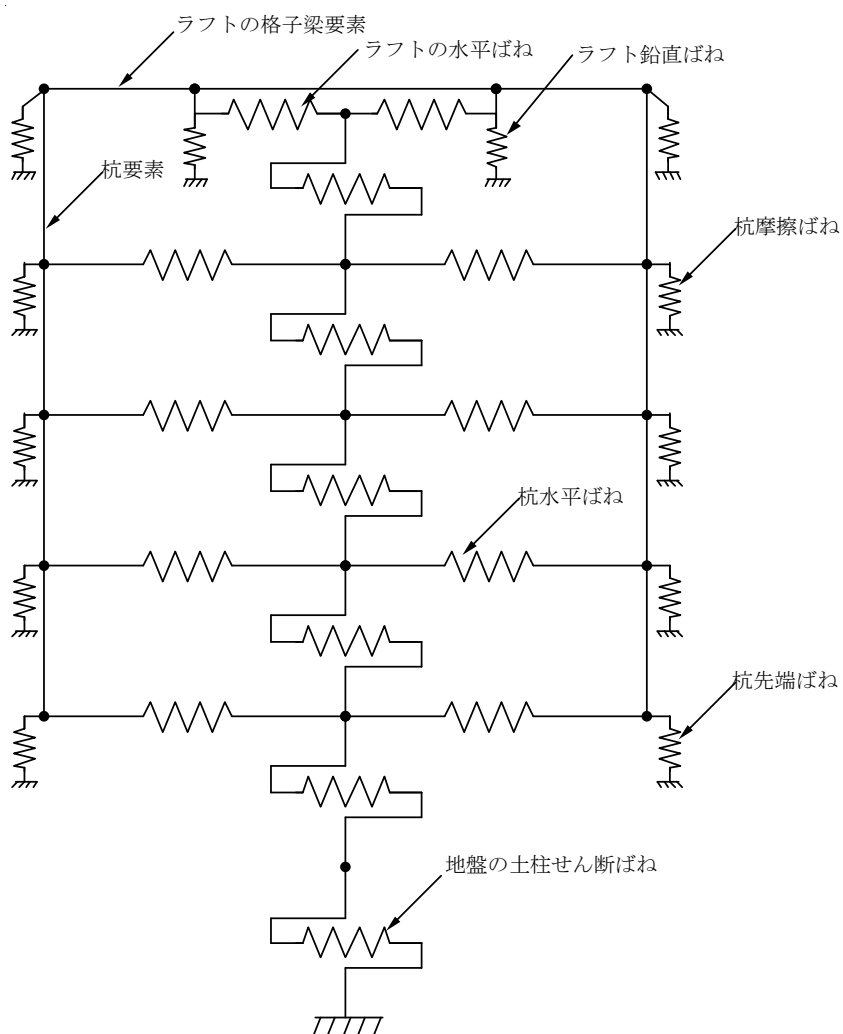 ラフトの格子梁要素
ラフトの水平ばね
ラフト鉛直ばね
杭要素
杭摩擦ばね
杭水平ばね
杭先端ばね
地盤の土柱せん断ばね